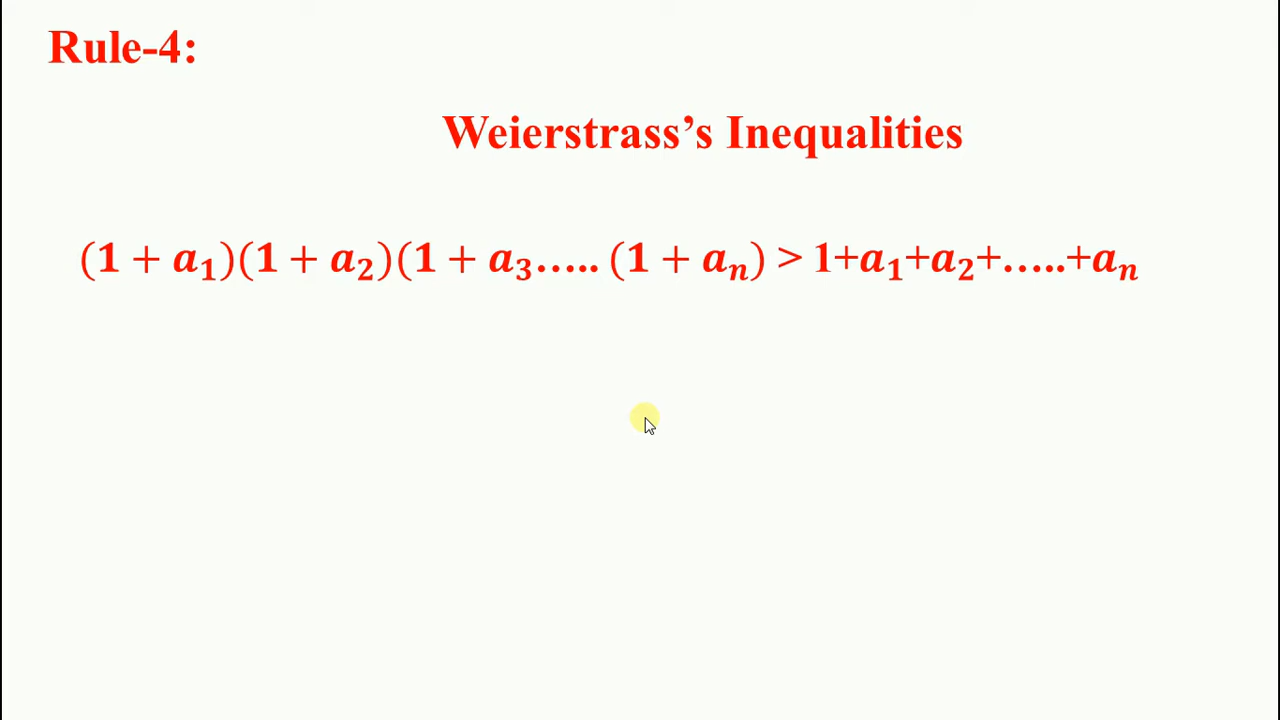 Rule-4:
Weierstrass’s Inequalities
(1 + a₁)(1 + a₂)(1 + a₃..... (1 + aₙ) > 1+a₁+a₂+.....+aₙ